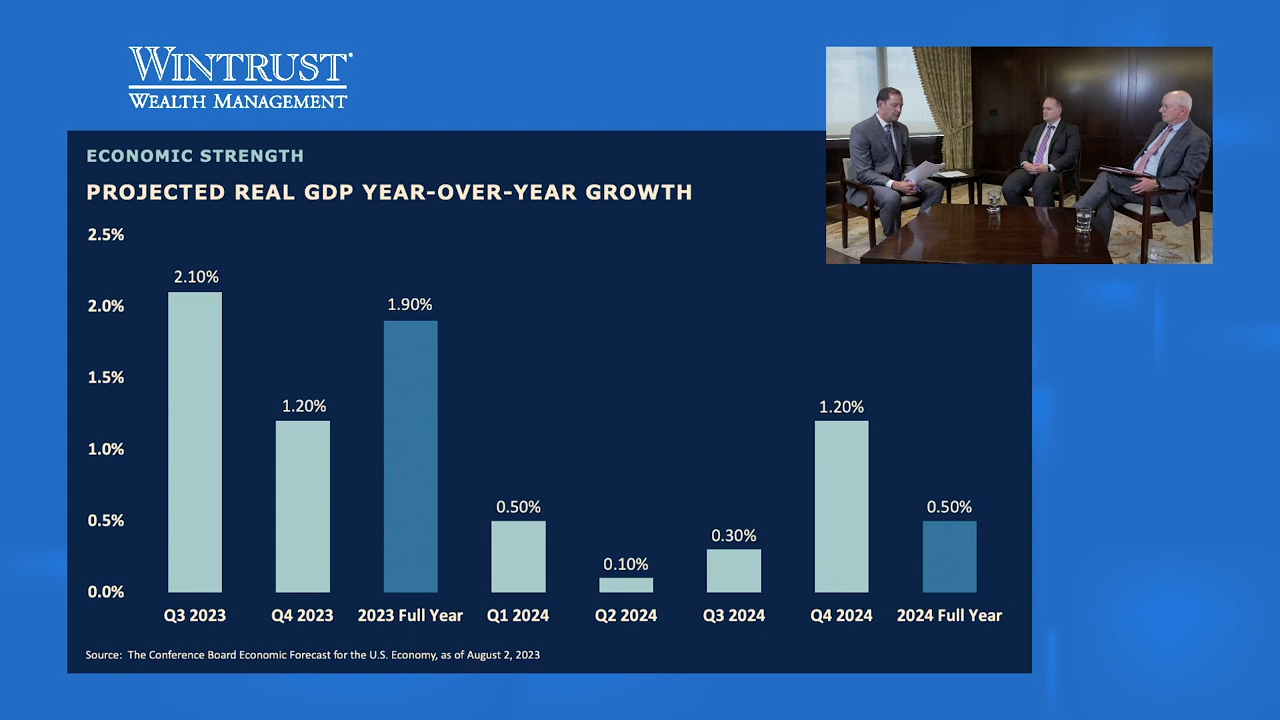 WINTRUST
WEALTH MANAGEMENT
ECONOMIC STRENGTH
PROJECTED REAL GDP YEAR-OVER-YEAR GROWTH
2.5%
2.0%
1.5%
1.0%
0.5%
0.0%
2.10%
1.20%
1.90%
0.50%
0.10%
0.30%
1.20%
0.50%
Q3 2023
Q4 2023
2023 Full Year
Q1 2024
Q2 2024
Q3 2024
Q4 2024
2024 Full Year
Source: The Conference Board Economic Forecast for the U.S. Economy, as of August 2, 2023